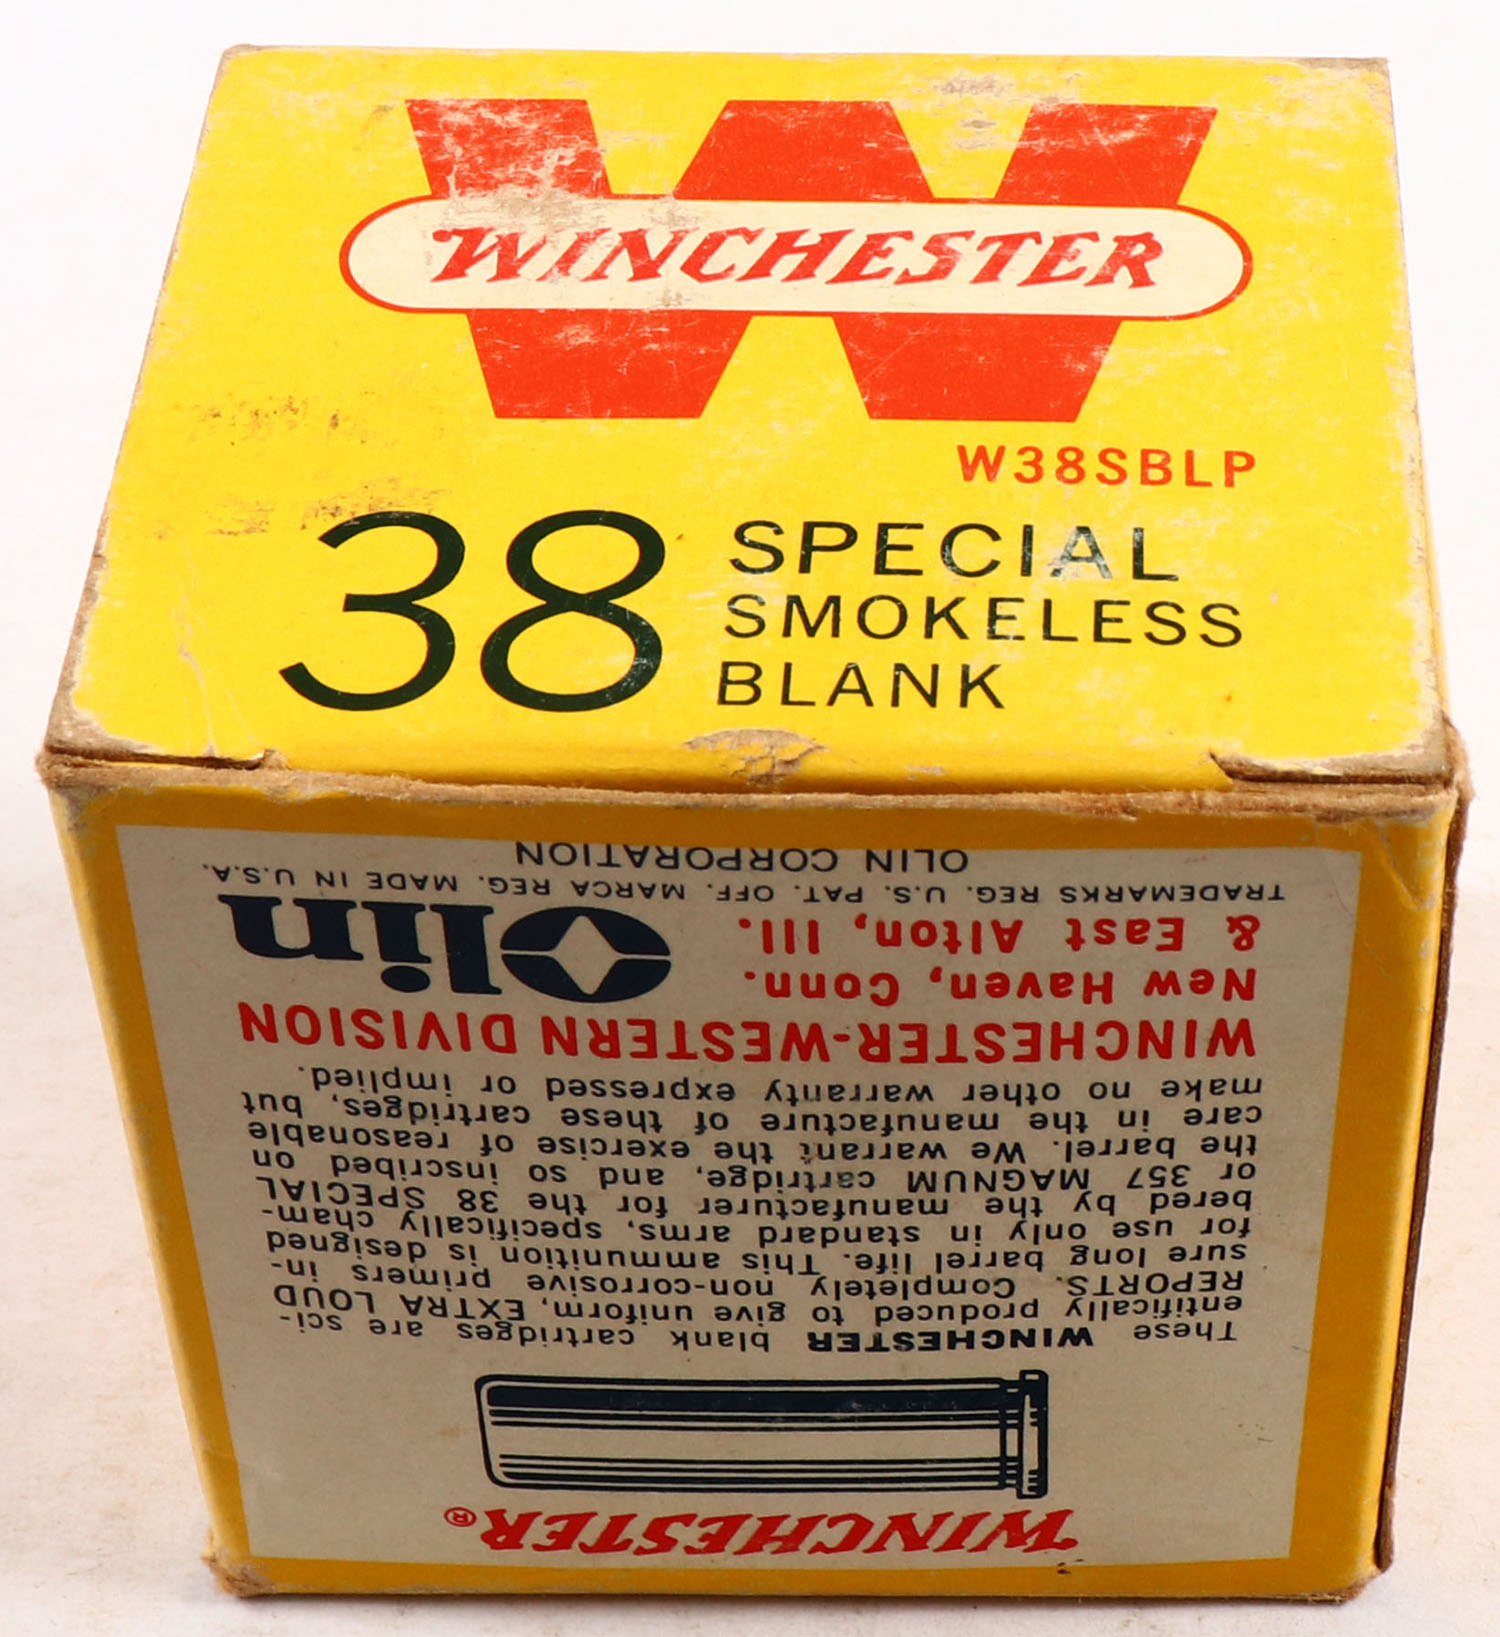 WINCHESTER
W38SBLP
38 SPECIAL
SMOKELESS
BLANK
WINCHESTER®
These WINCHESTER blank cartridges are sci-
entifically produced to give uniform, EXTRA LOUD
REPORTS. Completely non-corrosive primers in-
sure long barrel life. This ammunition is designed
for use only in standard arms, specifically cham-
bered by the manufacturer for the 38 SPECIAL
or 357 MAGNUM cartridge, and so inscribed on
the barrel. We warrant the exercise of reasonable
care in the manufacture of these cartridges, but
make no other warranty expressed or implied.
WINCHESTER-WESTERN DIVISION
New Haven, Conn.
& East Alton, Ill.
Olin
TRADEMARKS REG. U.S. PAT. OFF. MARCA REG. MADE IN U.S.A.
OLIN CORPORATION